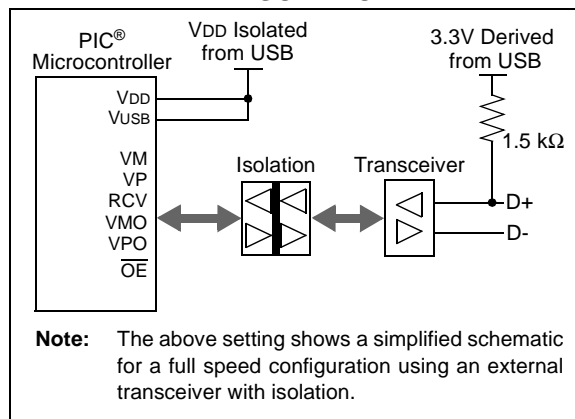 PIC®
Microcontroller
VDD Isolated
from USB
3.3V Derived
from USB
VDD
VUSB
1.5 kΩ
VM
VP
RCV
VMO
VPO
OE
Isolation
Transceiver
D+
D-
Note: The above setting shows a simplified schematic
for a full speed configuration using an external
transceiver with isolation.